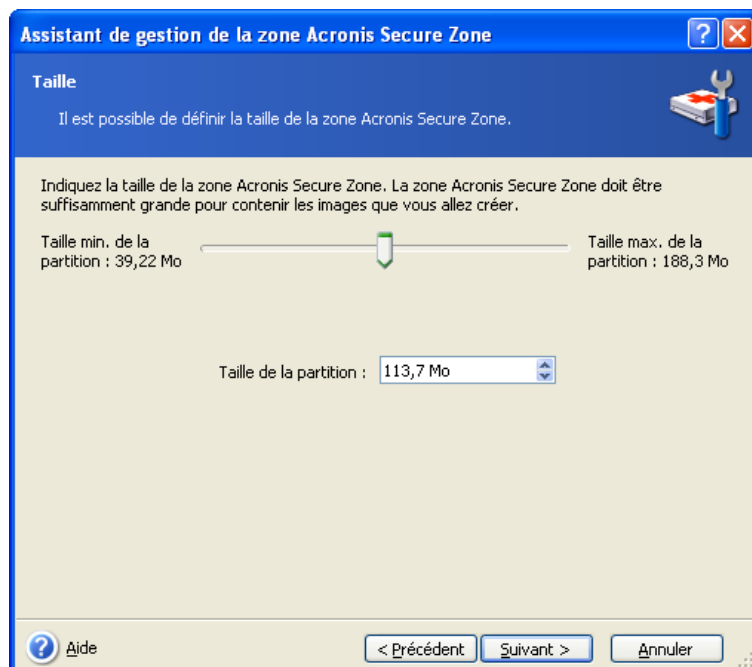 Assistant de gestion de la zone Acronis Secure Zone
?
Taille
Il est possible de définir la taille de la zone Acronis Secure Zone.
Indiquez la taille de la zone Acronis Secure Zone. La zone Acronis Secure Zone doit être
suffisamment grande pour contenir les images que vous allez créer.
Taille min. de la
partition : 39,22 Mo
Taille max. de la
partition : 188,3 Mo
Taille de la partition :
113,7 Mo
? Aide
< Précédent
Suivant >
Annuler